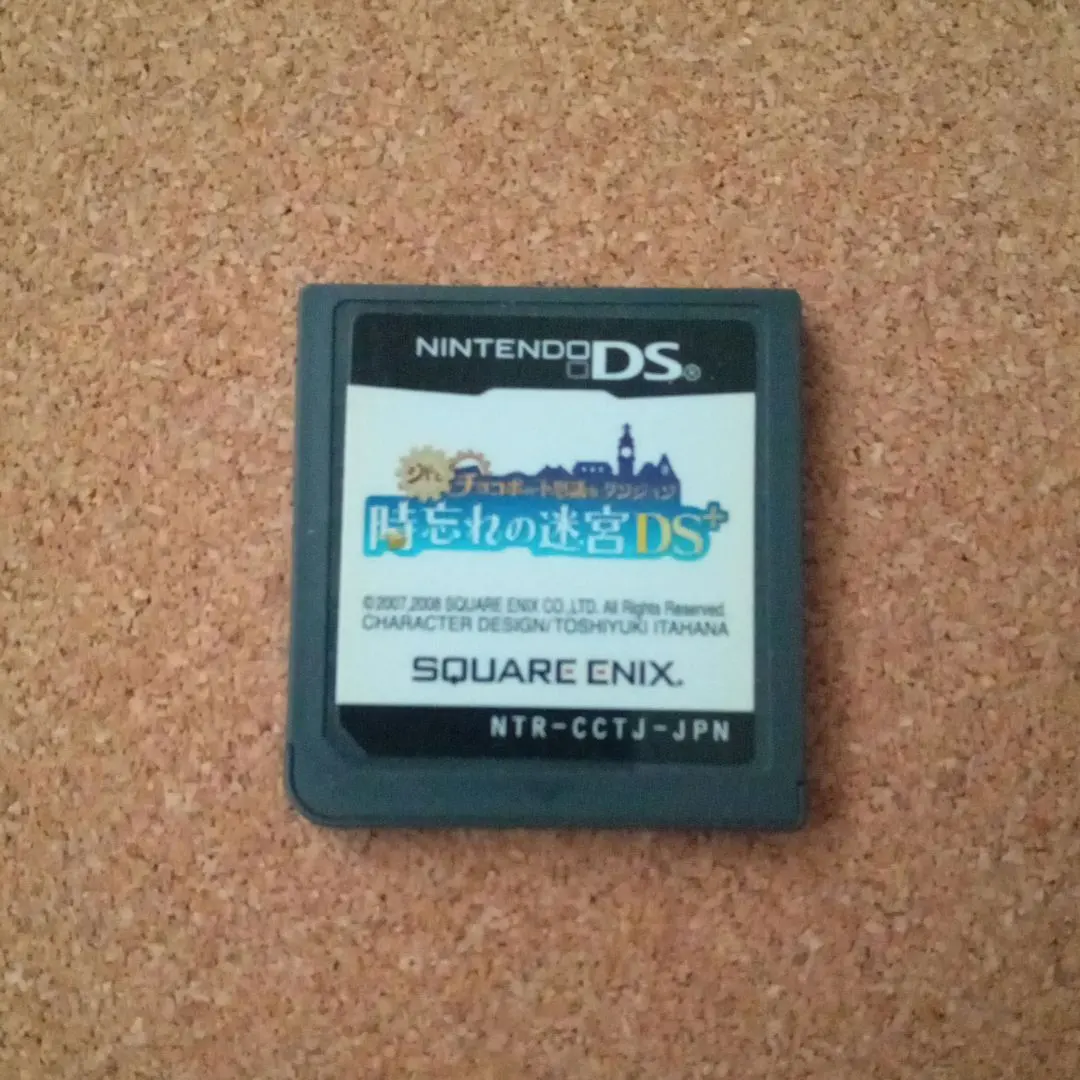 NINTENDO DS®
シドとチョコボの不思議なダンジョン
時忘れの迷宮DS+
©2007,2008 SQUARE ENIX CO.,LTD. All Rights Reserved.
CHARACTER DESIGN/TOSHIYUKI ITAHANA
SQUARE ENIX.
NTR-CCTJ-JPN